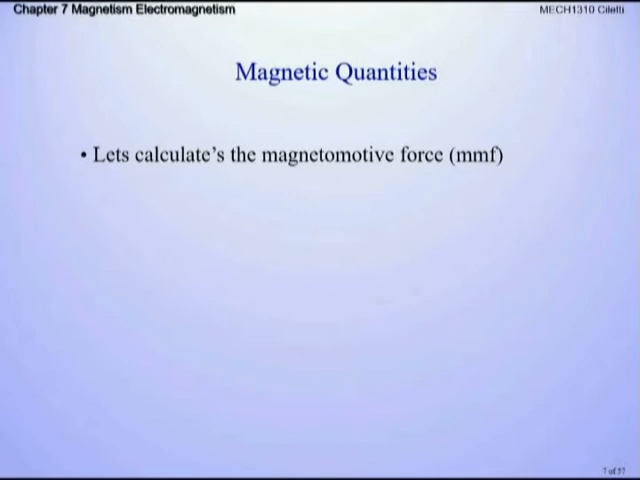 Chapter 7 Magnetism Electromagnetism
MECH1310 Ciletti
Magnetic Quantities
• Lets calculate's the magnetomotive force (mmf)
7 of 37